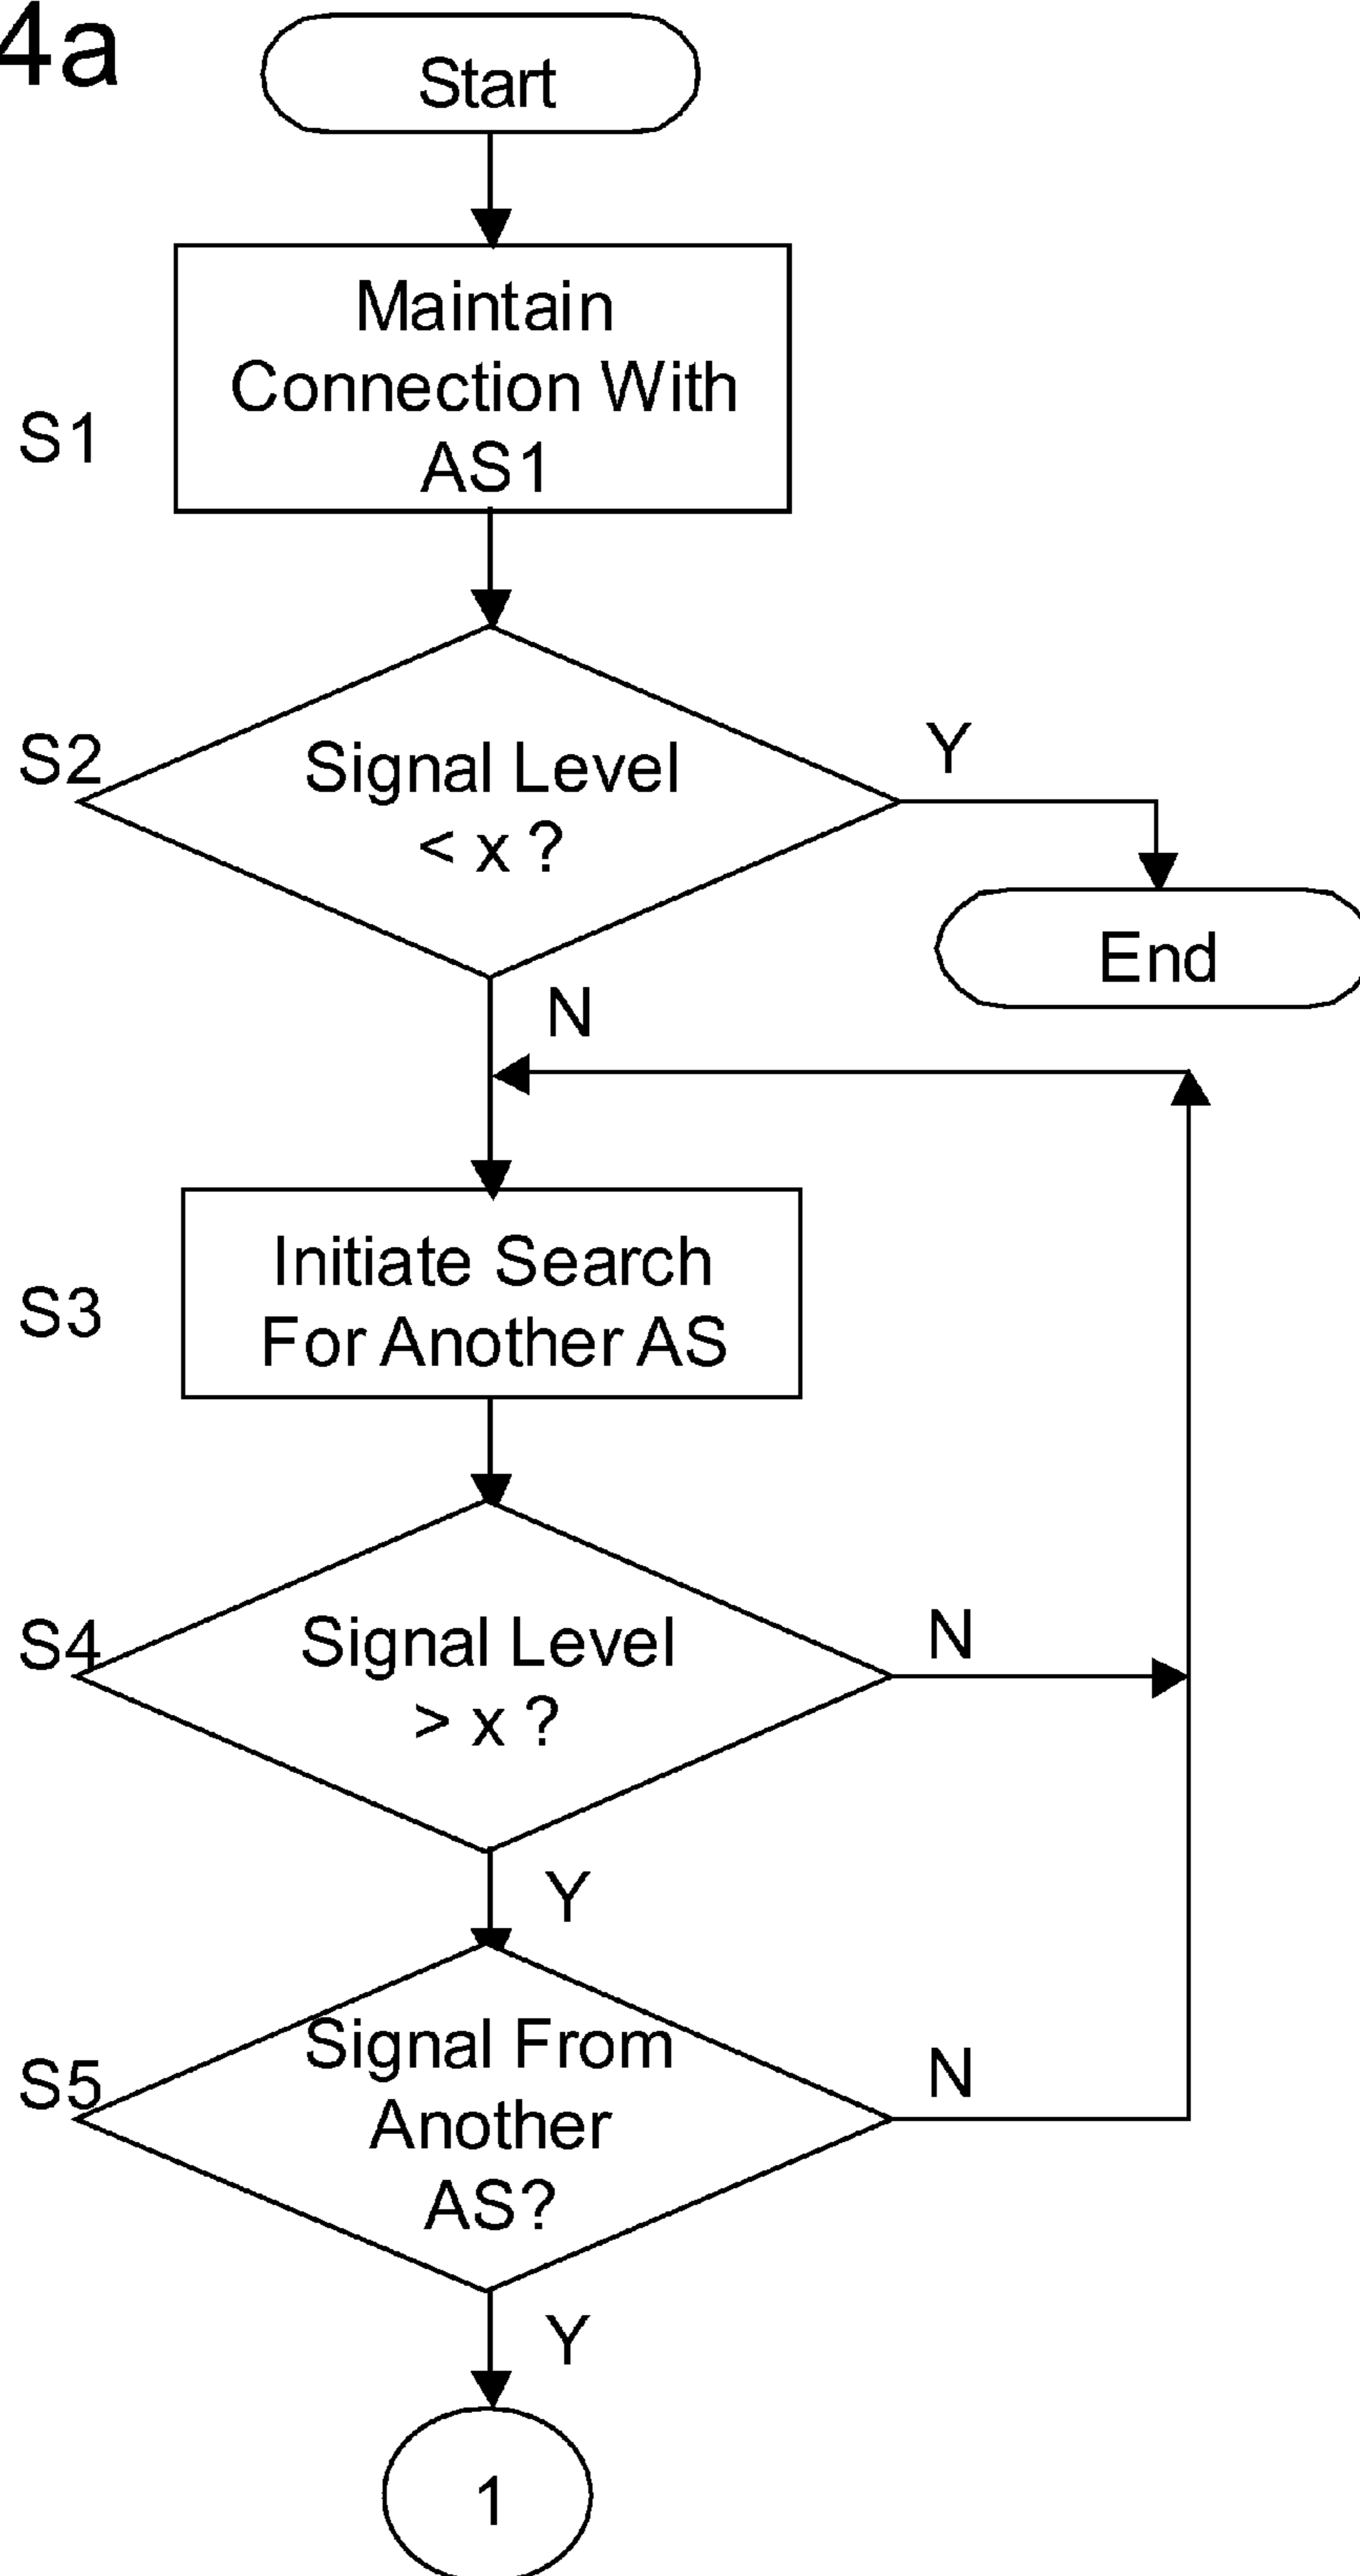 4a
Start
Maintain
Connection With
AS1
S1
S2
Signal Level
< x ?
Y
End
N
S3
Initiate Search
For Another AS
S4
Signal Level
> x ?
N
Y
S5
Signal From
Another
AS?
N
Y
1